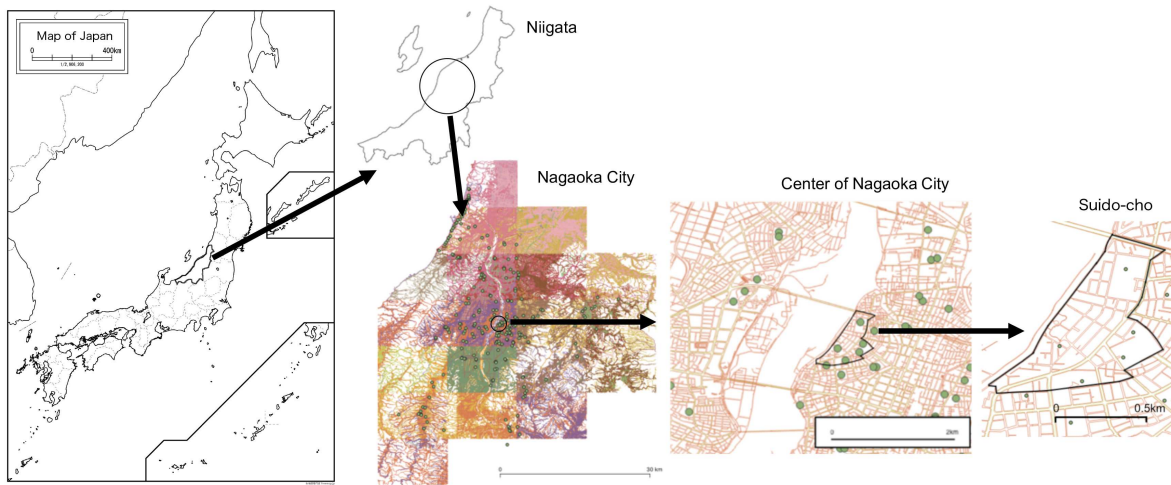 Map of Japan
0 400km
Niigata
Nagaoka City
Center of Nagaoka City
Suido-cho
0 0.5km
0 2km
0 30 km